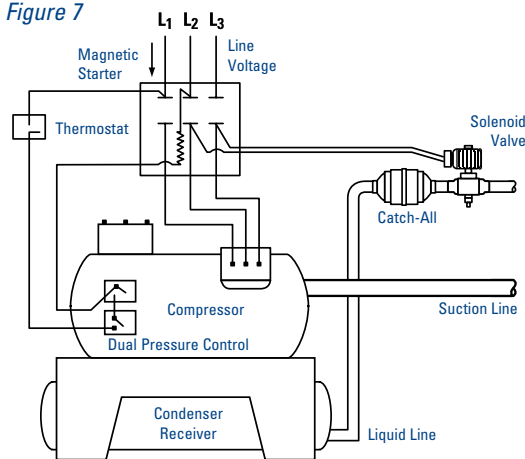 Figure 7
L1 L2 L3
Magnetic
Starter
Line
Voltage
Thermostat
Solenoid
Valve
Catch-All
Compressor
Suction Line
Dual Pressure Control
Condenser
Receiver
Liquid Line